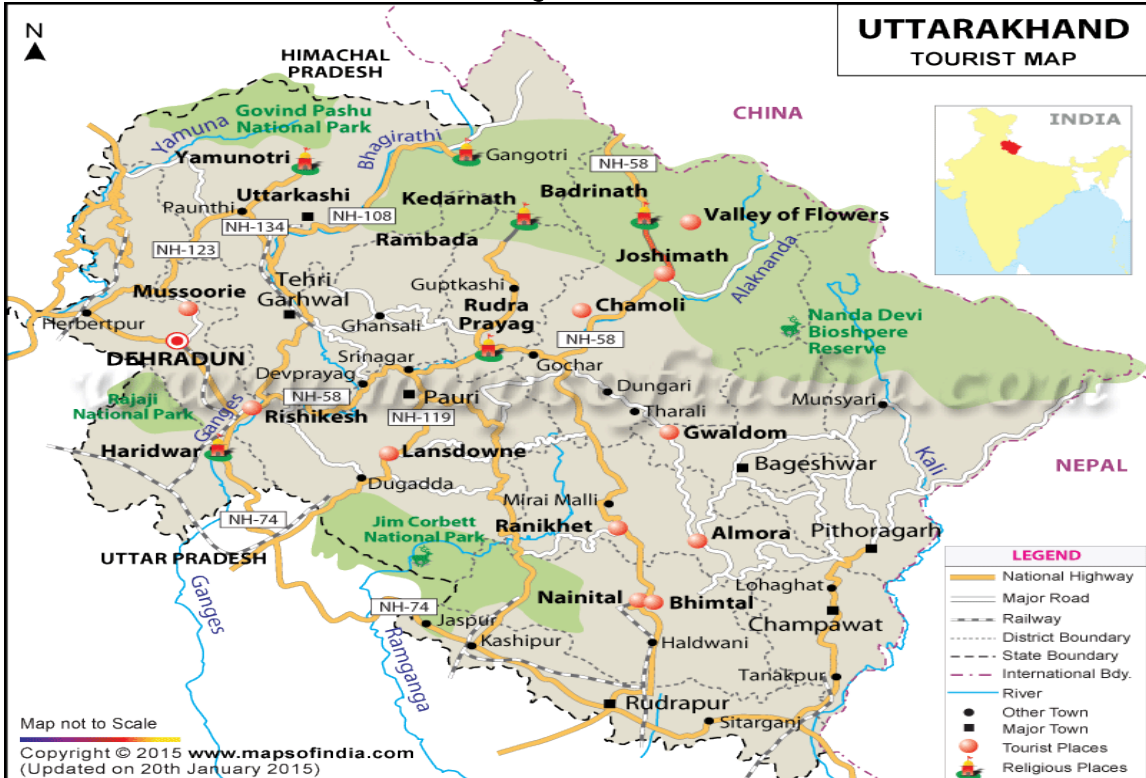 UTTARAKHAND
TOURIST MAP
N
HIMACHAL
PRADESH
CHINA
INDIA
Govind Pashu
National Park
Yamuna
Yamunotri
Bhagirathi
Gangotri
NH-58
Uttarkashi
Kedarnath
Badrinath
Valley of Flowers
Paunthi
NH-134
NH-108
Rambada
NH-123
Joshimath
Alaknanda
Tehri
Garhwal
Guptkashi
Mussoorie
Rudra
Prayag
Chamoli
Herbertpur
Ghansali
Nanda Devi
Bioshpere
Reserve
NH-58
DEHRADUN
Srinagar
Gochar
Devprayag
www.mapsofindia.com
Rajaji
National Park
NH-58
Pauri
Dungari
Munsyari
Ganges
Rishikesh
NH-119
Tharali
Gwaldom
Haridwar
Lansdowne
Bageshwar
Kali
NEPAL
Dugadda
Mirai Malli
NH-74
Jim Corbett
National Park
Ranikhet
Almora
Pithoragarh
UTTAR PRADESH
Ganges
Nainital
Bhimtal
Lohaghat
NH-74
Jaspur
Champawat
Ramganga
Kashipur
Haldwani
Tanakpur
Rudrapur
Sitarganj
LEGEND
National Highway
Major Road
Railway
District Boundary
State Boundary
International Bdy.
River
Other Town
Major Town
Tourist Places
Religious Places
Map not to Scale
Copyright © 2015 www.mapsofindia.com
(Updated on 20th January 2015)